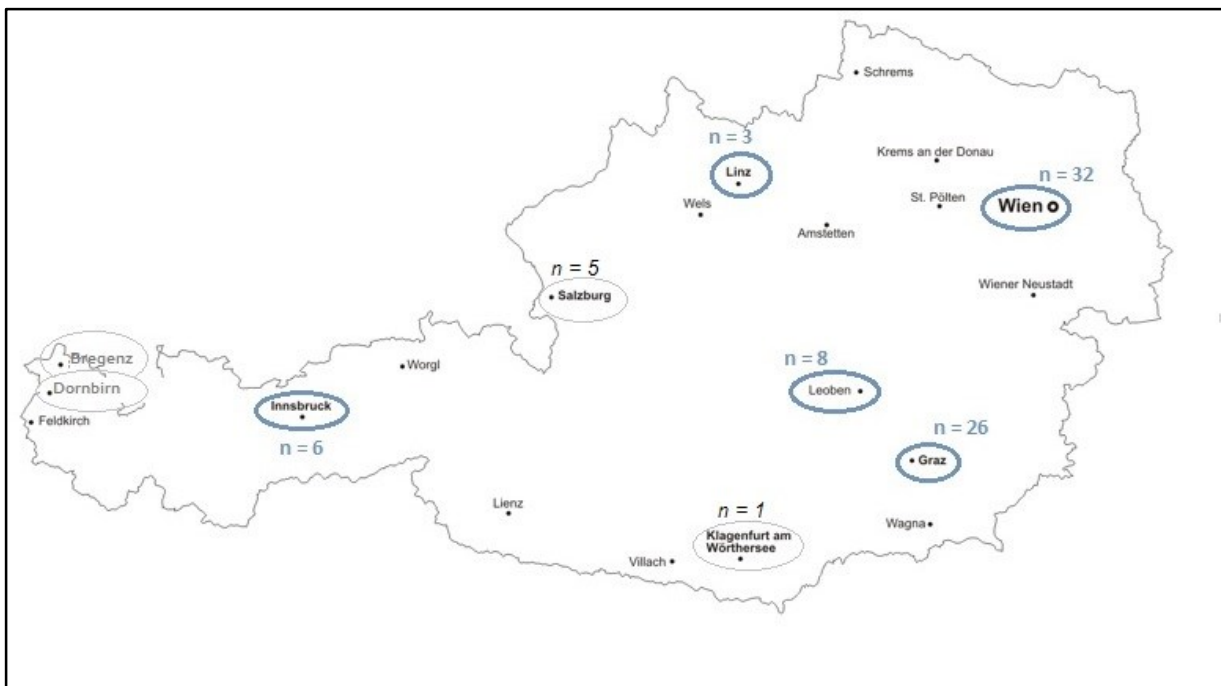 Schrems
n = 3
Krems an der Donau
Linz
n = 32
Wels
St. Pölten
Wien
Amstetten
n = 5
Wiener Neustadt
Salzburg
Bregenz
Worgl
n = 8
Dornbirn
Leoben
Innsbruck
Feldkirch
n = 26
n = 6
Graz
Lienz
n = 1
Wagna
Klagenfurt am
Wörthersee
Villach